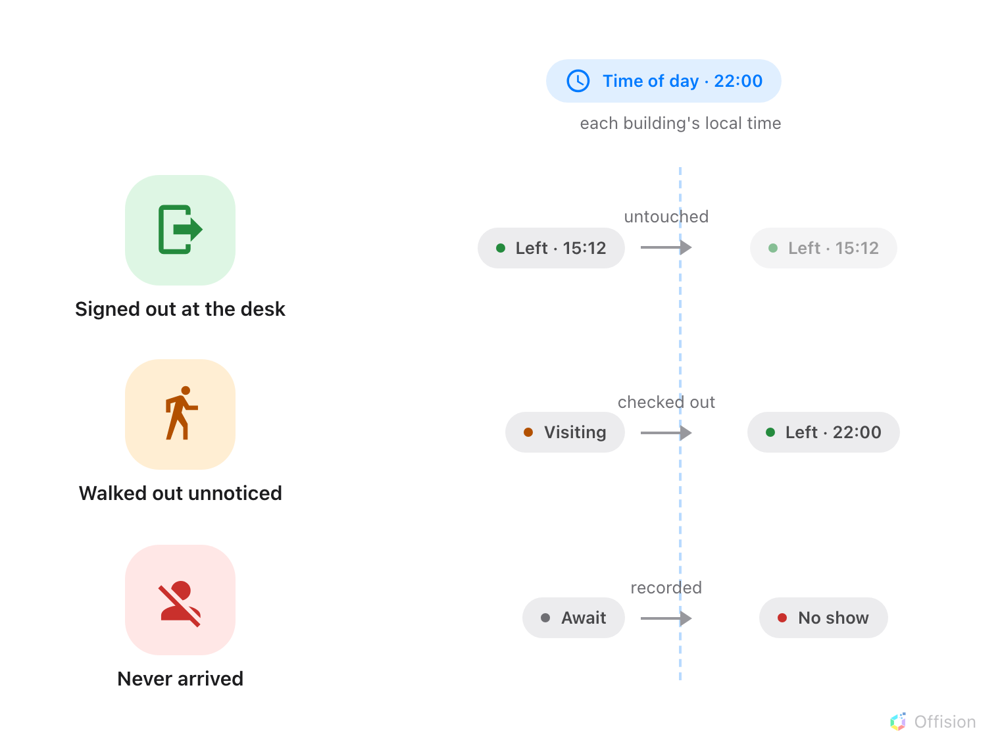 Time of day · 22:00
each building's local time
Signed out at the desk
Left · 15:12
untouched
Left · 15:12
Walked out unnoticed
Visiting
checked out
Left · 22:00
Never arrived
Await
recorded
No show
Offision